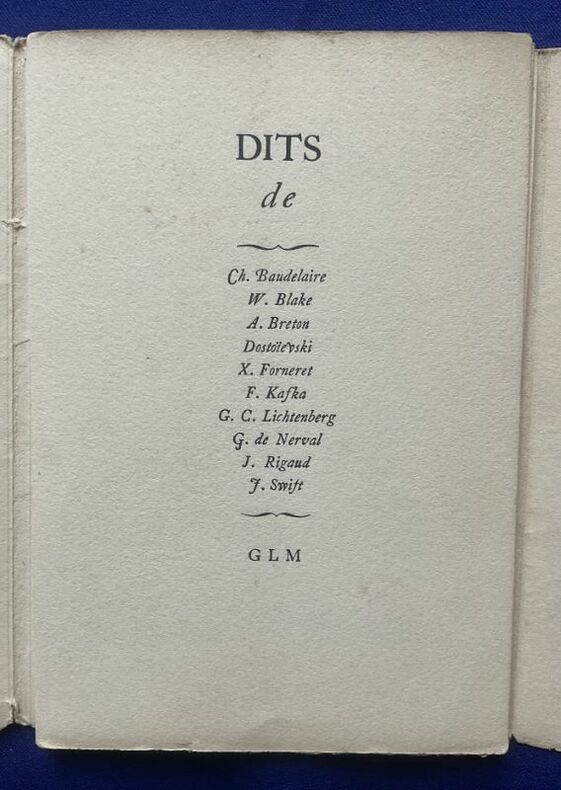 DITS
de
Ch. Baudelaire
W. Blake
A. Breton
Dostoïevski
X. Forneret
F. Kafka
G. C. Lichtenberg
G. de Nerval
J. Rigaud
J. Swift
GLM